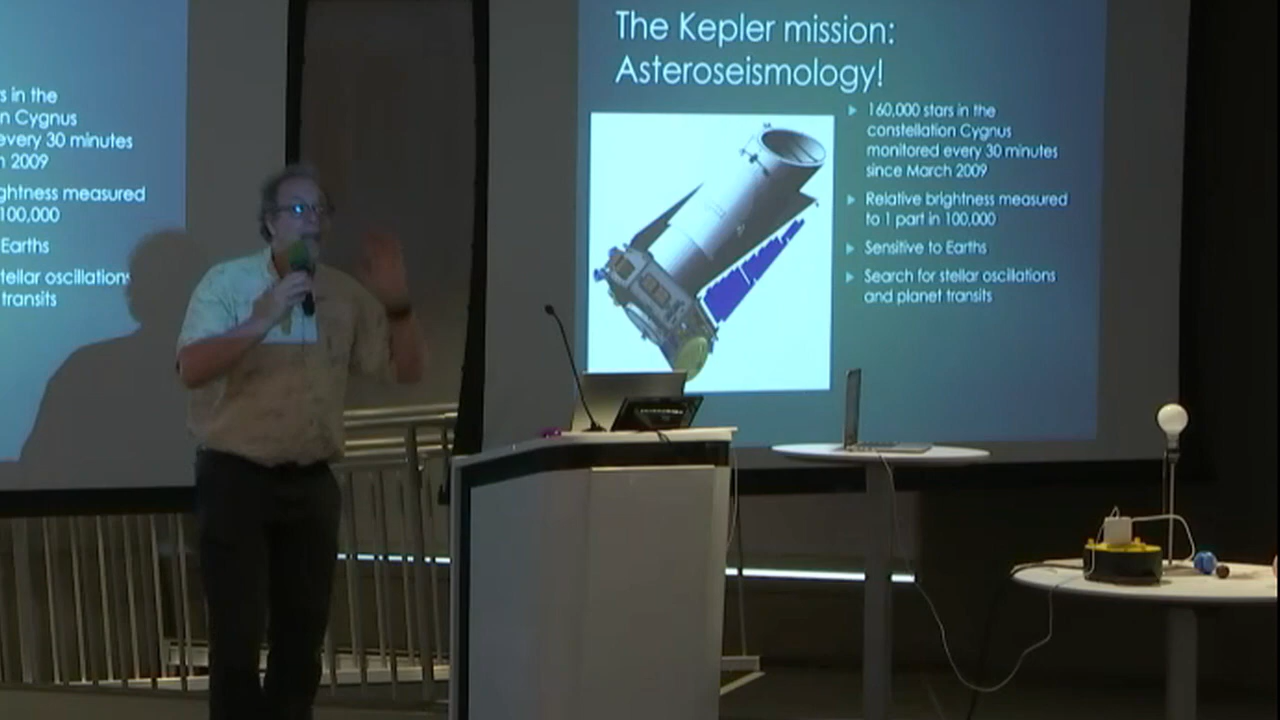 s in the
n Cygnus
every 30 minutes
h 2009
ghtness measured
100,000
Earths
tellar oscillations
transits
The Kepler mission:
Asteroseismology!
160,000 stars in the
constellation Cygnus
monitored every 30 minutes
since March 2009
Relative brightness measured
to 1 part in 100,000
Sensitive to Earths
Search for stellar oscillations
and planet transits